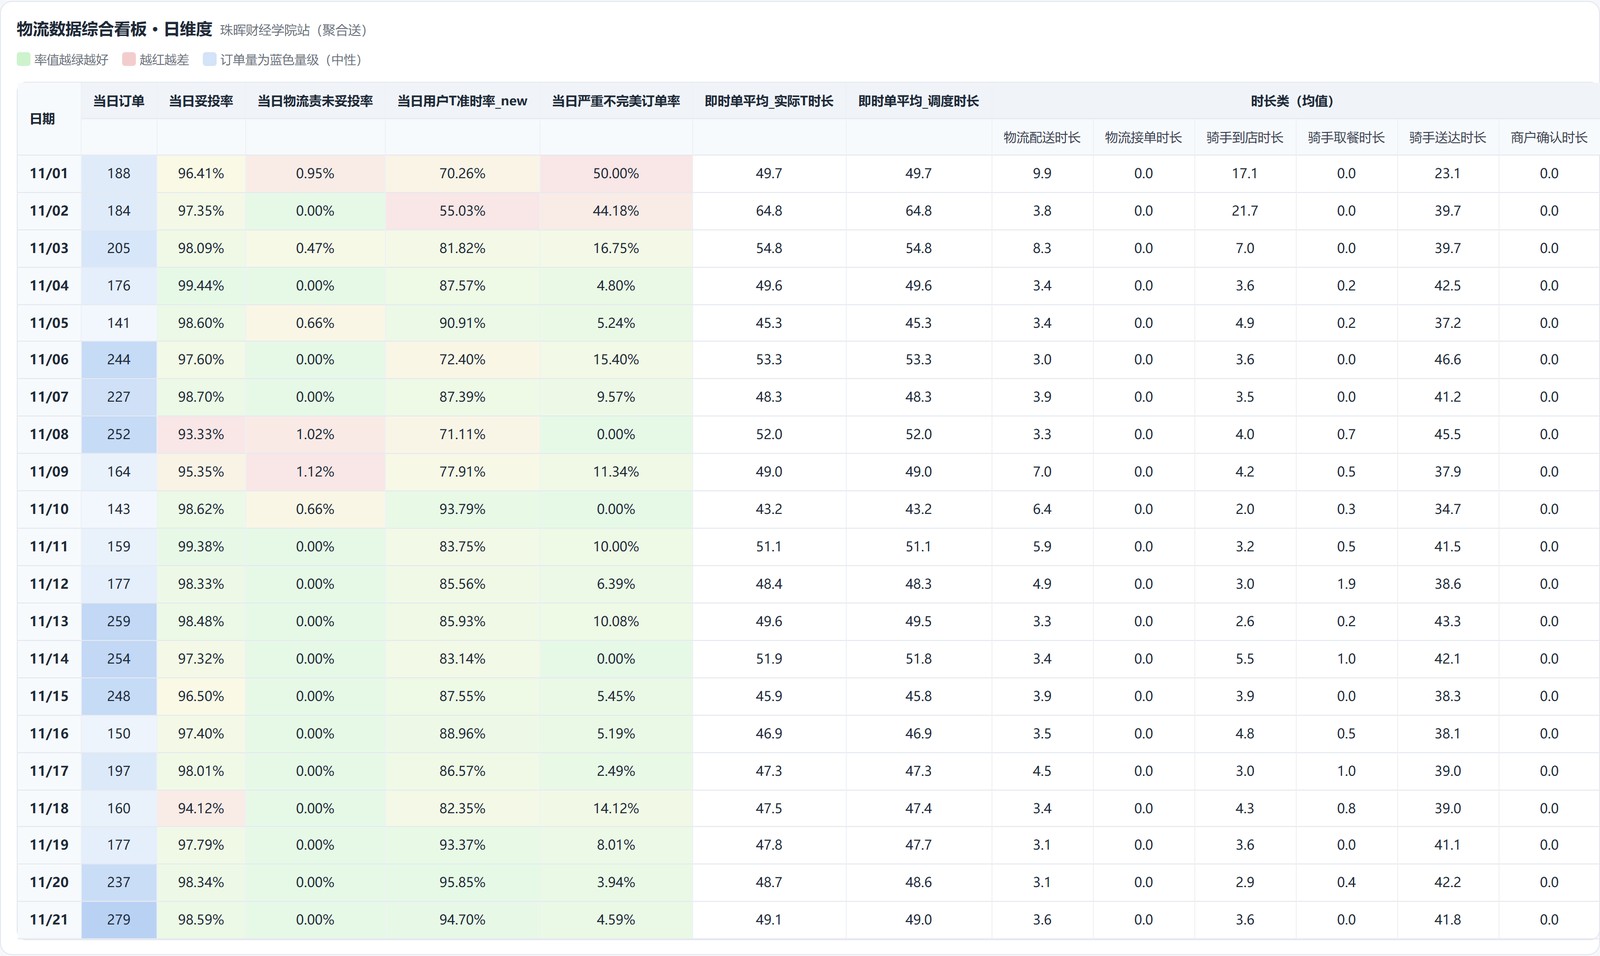 物流数据综合看板 • 日维度 珠晖财经学院站（聚合送）
率值越绿越好 越红越差 订单量为蓝色量级（中性）
日期 当日订单 当日妥投率 当日物流责未妥投率 当日用户T准时率_new 当日严重不完美订单率 即时单平均_实际T时长 即时单平均_调度时长 时长类（均值）
物流配送时长 物流接单时长 骑手到店时长 骑手取餐时长 骑手送达时长 商户确认时长
11/01 188 96.41% 0.95% 70.26% 50.00% 49.7 49.7 9.9 0.0 17.1 0.0 23.1 0.0
11/02 184 97.35% 0.00% 55.03% 44.18% 64.8 64.8 3.8 0.0 21.7 0.0 39.7 0.0
11/03 205 98.09% 0.47% 81.82% 16.75% 54.8 54.8 8.3 0.0 7.0 0.0 39.7 0.0
11/04 176 99.44% 0.00% 87.57% 4.80% 49.6 49.6 3.4 0.0 3.6 0.2 42.5 0.0
11/05 141 98.60% 0.66% 90.91% 5.24% 45.3 45.3 3.4 0.0 4.9 0.2 37.2 0.0
11/06 244 97.60% 0.00% 72.40% 15.40% 53.3 53.3 3.0 0.0 3.6 0.0 46.6 0.0
11/07 227 98.70% 0.00% 87.39% 9.57% 48.3 48.3 3.9 0.0 3.5 0.0 41.2 0.0
11/08 252 93.33% 1.02% 71.11% 0.00% 52.0 52.0 3.3 0.0 4.0 0.7 45.5 0.0
11/09 164 95.35% 1.12% 77.91% 11.34% 49.0 49.0 7.0 0.0 4.2 0.5 37.9 0.0
11/10 143 98.62% 0.66% 93.79% 0.00% 43.2 43.2 6.4 0.0 2.0 0.3 34.7 0.0
11/11 159 99.38% 0.00% 83.75% 10.00% 51.1 51.1 5.9 0.0 3.2 0.5 41.5 0.0
11/12 177 98.33% 0.00% 85.56% 6.39% 48.4 48.3 4.9 0.0 3.0 1.9 38.6 0.0
11/13 259 98.48% 0.00% 85.93% 10.08% 49.6 49.5 3.3 0.0 2.6 0.2 43.3 0.0
11/14 254 97.32% 0.00% 83.14% 0.00% 51.9 51.8 3.4 0.0 5.5 1.0 42.1 0.0
11/15 248 96.50% 0.00% 87.55% 5.45% 45.9 45.8 3.9 0.0 3.9 0.0 38.3 0.0
11/16 150 97.40% 0.00% 88.96% 5.19% 46.9 46.9 3.5 0.0 4.8 0.5 38.1 0.0
11/17 197 98.01% 0.00% 86.57% 2.49% 47.3 47.3 4.5 0.0 3.0 1.0 39.0 0.0
11/18 160 94.12% 0.00% 82.35% 14.12% 47.5 47.4 3.4 0.0 4.3 0.8 39.0 0.0
11/19 177 97.79% 0.00% 93.37% 8.01% 47.8 47.7 3.1 0.0 3.6 0.0 41.1 0.0
11/20 237 98.34% 0.00% 95.85% 3.94% 48.7 48.6 3.1 0.0 2.9 0.4 42.2 0.0
11/21 279 98.59% 0.00% 94.70% 4.59% 49.1 49.0 3.6 0.0 3.6 0.0 41.8 0.0